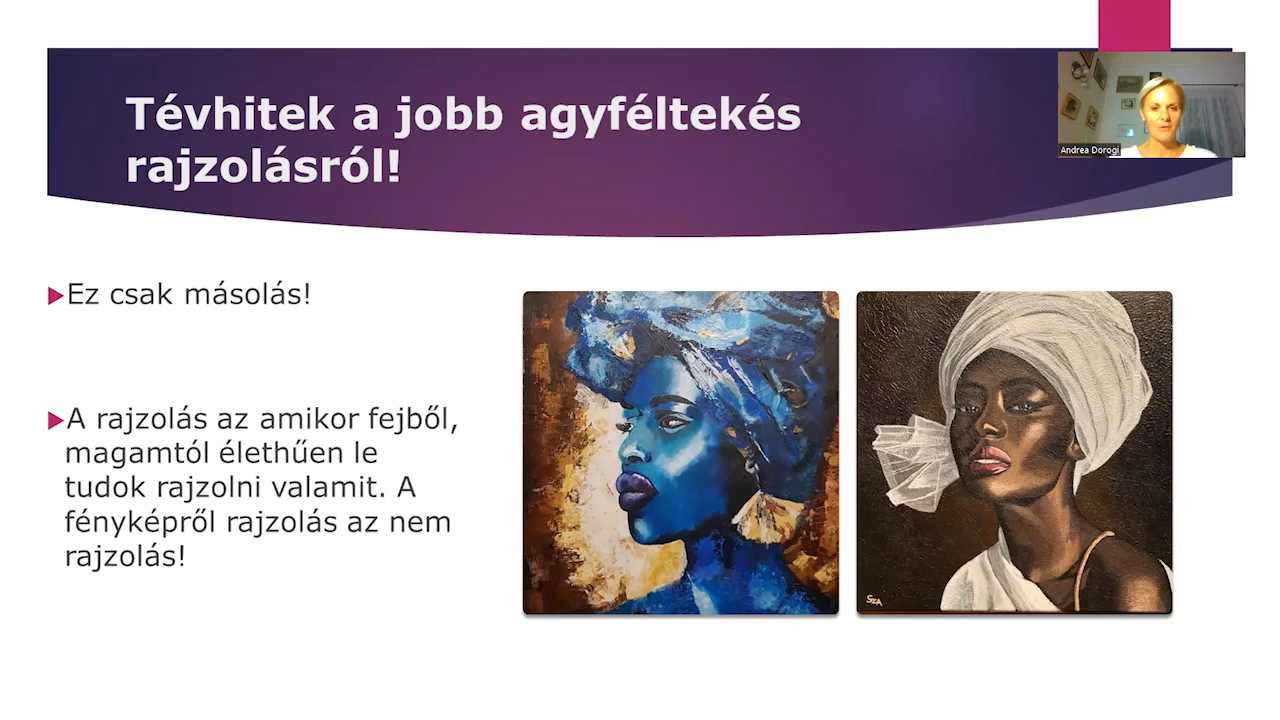 Tévhitek a jobb agyféltekés
rajzolásról!
Andrea Dorogi
Ez csak másolás!
A rajzolás az amikor fejből,
magamtól élethűen le
tudok rajzolni valamit. A
fényképről rajzolás az nem
rajzolás!
SZA